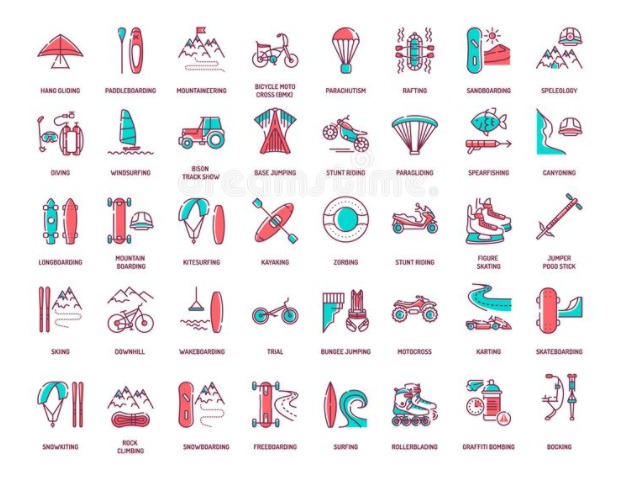 HANG GLIDING PADDLEBOARDING MOUNTAINEERING BICYCLE MOTO CROSS (BMX) PARACHUTISM RAFTING SANDBOARDING SPELEOLOGY
DIVING WINDSURFING BISON TRACK SHOW BASE JUMPING STUNT RIDING PARAGLIDING SPEARFISHING CANYONING
dreamstime
LONGBOARDING MOUNTAIN BOARDING KITESURFING KAYAKING ZORBING STUNT RIDING FIGURE SKATING JUMPER POGO STICK
SKIING DOWNHILL WAKEBOARDING TRIAL BUNGEE JUMPING MOTOCROSS KARTING SKATEBOARDING
SNOWKITING ROCK CLIMBING SNOWBOARDING FREEBOARDING SURFING ROLLERBLADING GRAFFITI BOMBING BOCKING